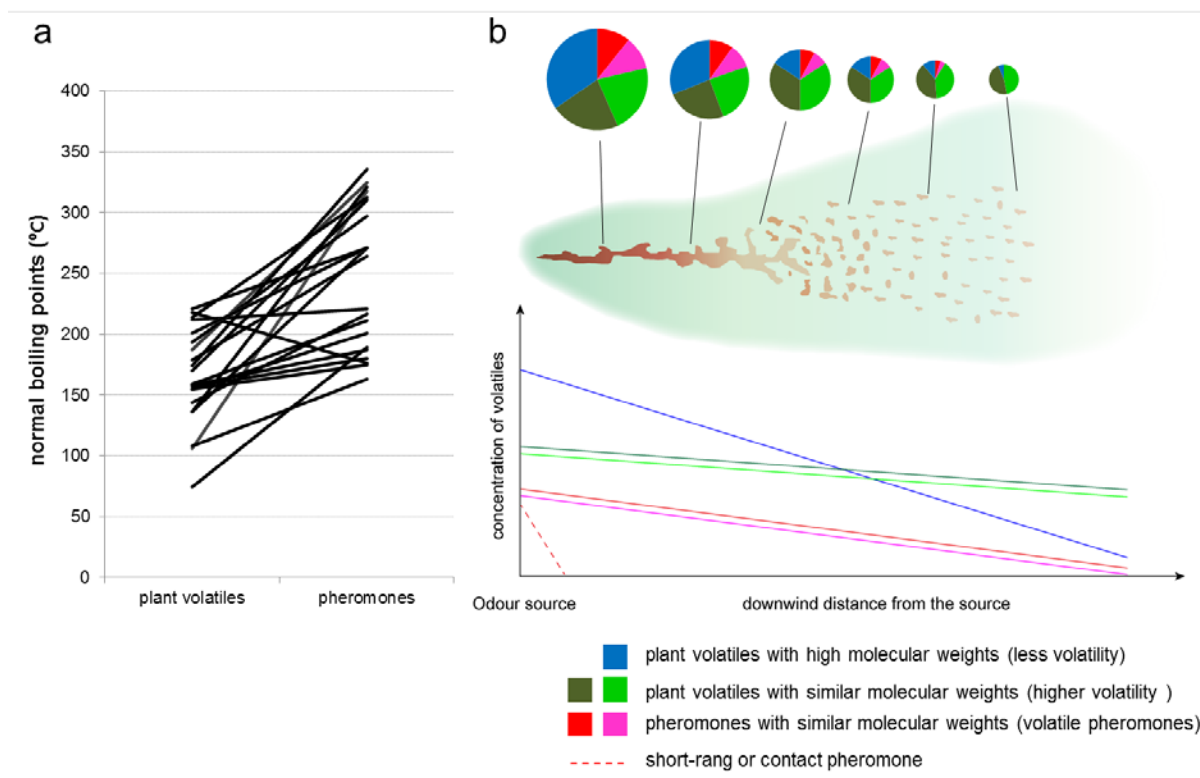 a
b
400
350
300
250
200
150
100
50
0
normal boiling points (°C)
plant volatiles
pheromones
concentration of volatiles
Odour source
downwind distance from the source
plant volatiles with high molecular weights (less volatility)
plant volatiles with similar molecular weights (higher volatility )
pheromones with similar molecular weights (volatile pheromones)
short-rang or contact pheromone